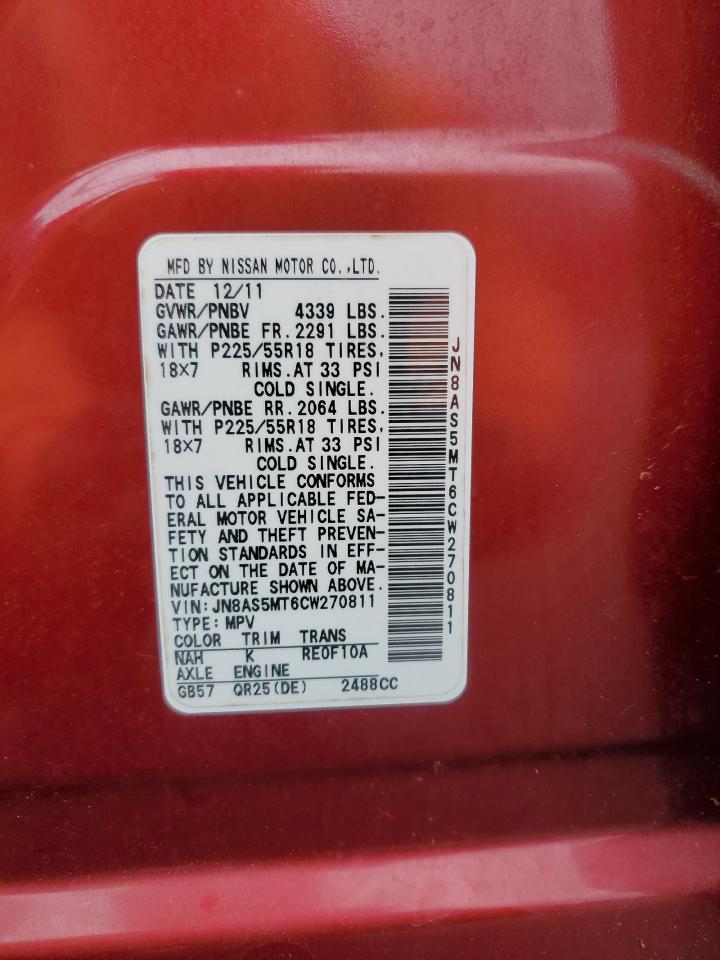 MFD BY NISSAN MOTOR CO.,LTD.
DATE 12/11
GVWR/PNBV 4339 LBS.
GAWR/PNBE FR. 2291 LBS.
WITH P225/55R18 TIRES,
18×7 RIMS.AT 33 PSI
COLD SINGLE.
GAWR/PNBE RR. 2064 LBS.
WITH P225/55R18 TIRES,
18×7 RIMS.AT 33 PSI
COLD SINGLE.
THIS VEHICLE CONFORMS
TO ALL APPLICABLE FED-
ERAL MOTOR VEHICLE SA-
FETY AND THEFT PREVEN-
TION STANDARDS IN EFF-
ECT ON THE DATE OF MA-
NUFACTURE SHOWN ABOVE.
VIN:JN8AS5MT6CW270811
TYPE:MPV
COLOR TRIM TRANS
NAH K RE0F10A
AXLE ENGINE
GB57 QR25(DE) 2488CC
JN8AS5MT6CW270811